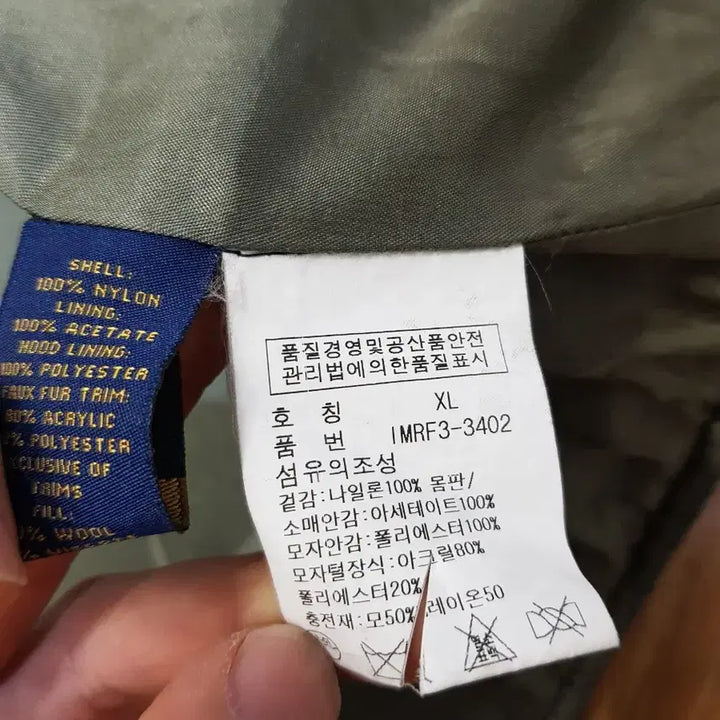 SHELL:
100% NYLON
LINING:
100% ACETATE
HOOD LINING:
100% POLYESTER
FAUX FUR TRIM:
80% ACRYLIC
% POLYESTER
CLUSIVE OF
TRIMS
FILL:
% WOOL
품질경영및공산품안전
관리법에의한품질표시
호 칭 XL
품 번 IMRF3-3402
섬유의조성
겉감:나일론100% 몸판/
소매안감:아세테이트100%
모자안감:폴리에스터100%
모자털장식:아크릴80%
폴리에스터20%
충전재:모50% 레이온50